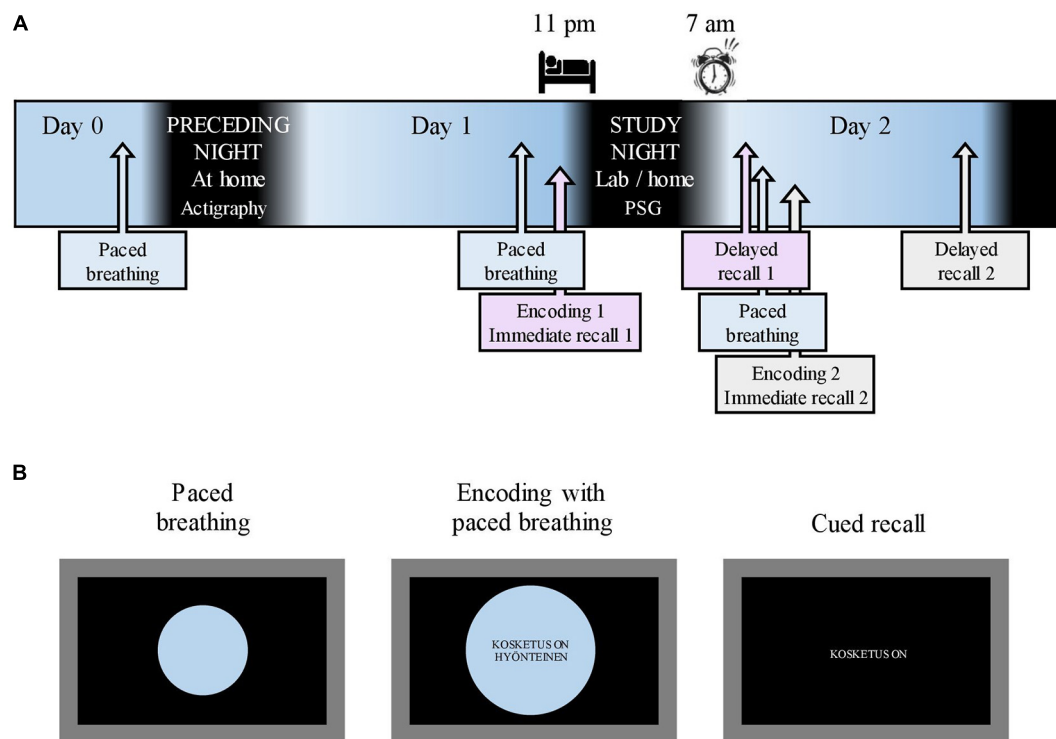 A
11 pm
7 am
Day 0
PRECEDING
NIGHT
At home
Actigraphy
Day 1
STUDY
NIGHT
Lab / home
PSG
Day 2
Paced
breathing
Paced
breathing
Encoding 1
Immediate recall 1
Delayed
recall 1
Paced
breathing
Encoding 2
Immediate recall 2
Delayed
recall 2
B
Paced
breathing
Encoding with
paced breathing
Cued recall
KOSKETUS ON
HYÖNTEINEN
KOSKETUS ON